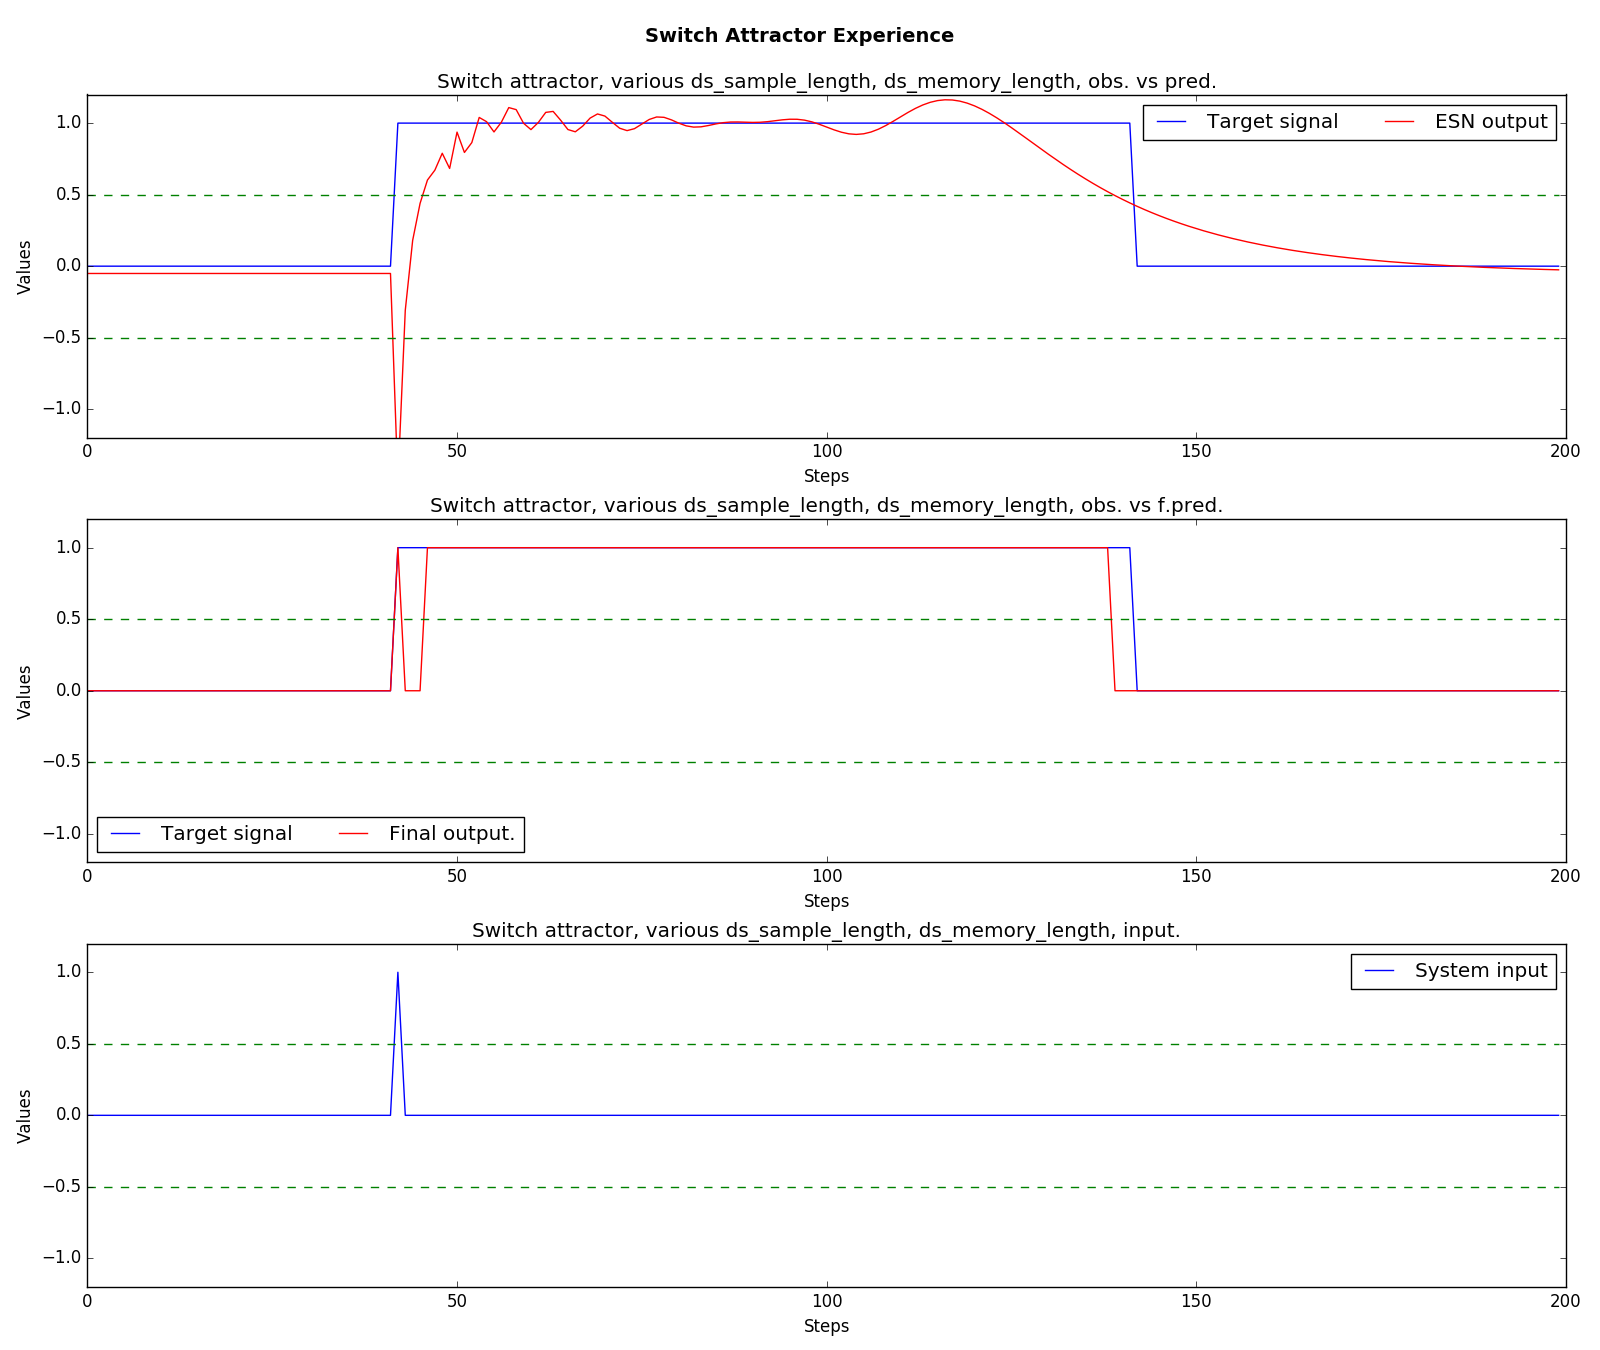 Switch Attractor Experience
Switch attractor, various ds_sample_length, ds_memory_length, obs. vs pred.
1.0
0.5
0.0
−0.5
−1.0
Values
Target signal ESN output
0 50 100 150 200
Steps
Switch attractor, various ds_sample_length, ds_memory_length, obs. vs f.pred.
1.0
0.5
0.0
−0.5
−1.0
Values
Target signal Final output.
0 50 100 150 200
Steps
Switch attractor, various ds_sample_length, ds_memory_length, input.
1.0
0.5
0.0
−0.5
−1.0
Values
System input
0 50 100 150 200
Steps